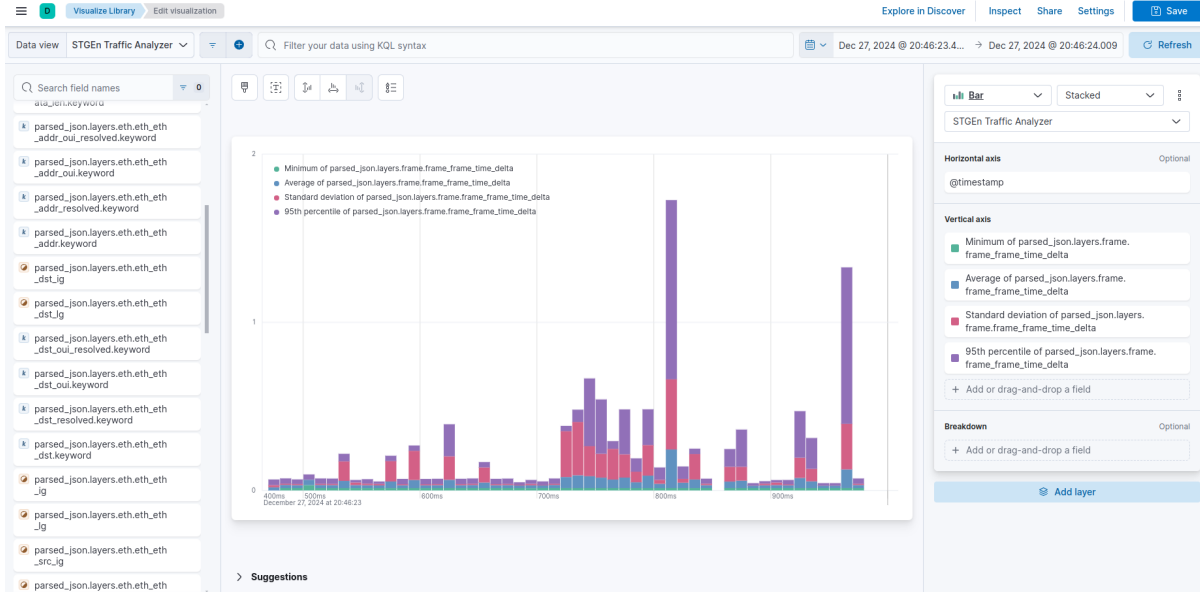 D
Visualize Library
Edit visualization
Explore in Discover
Inspect
Share
Settings
Save
Data view
STGEn Traffic Analyzer
Filter your data using KQL syntax
Dec 27, 2024 @ 20:46:23.4...
→
Dec 27, 2024 @ 20:46:24.009
Refresh
Search field names
0
ata_len.keyword
parsed_json.layers.eth.eth_eth
_addr_oui_resolved.keyword
parsed_json.layers.eth.eth_eth
_addr_oui.keyword
parsed_json.layers.eth.eth_eth
_addr_resolved.keyword
parsed_json.layers.eth.eth_eth
_addr.keyword
parsed_json.layers.eth.eth_eth
_dst_ig
parsed_json.layers.eth.eth_eth
_dst_lg
parsed_json.layers.eth.eth_eth
_dst_oui_resolved.keyword
parsed_json.layers.eth.eth_eth
_dst_oui.keyword
parsed_json.layers.eth.eth_eth
_dst_resolved.keyword
parsed_json.layers.eth.eth_eth
_dst.keyword
parsed_json.layers.eth.eth_eth
_ig
parsed_json.layers.eth.eth_eth
_lg
parsed_json.layers.eth.eth_eth
_src_ig
parsed_json.layers.eth.eth_eth
2
1
0
Minimum of parsed_json.layers.frame.frame_frame_time_delta
Average of parsed_json.layers.frame.frame_frame_time_delta
Standard deviation of parsed_json.layers.frame.frame_frame_time_delta
95th percentile of parsed_json.layers.frame.frame_frame_time_delta
400ms
500ms
600ms
700ms
800ms
900ms
December 27, 2024 at 20:46:23
Suggestions
Bar
Stacked
STGEn Traffic Analyzer
Horizontal axis
Optional
@timestamp
Vertical axis
Minimum of parsed_json.layers.frame.
frame_frame_time_delta
Average of parsed_json.layers.frame.
frame_frame_time_delta
Standard deviation of parsed_json.layers.
frame.frame_frame_time_delta
95th percentile of parsed_json.layers.frame.
frame_frame_time_delta
+ Add or drag-and-drop a field
Breakdown
Optional
+ Add or drag-and-drop a field
Add layer